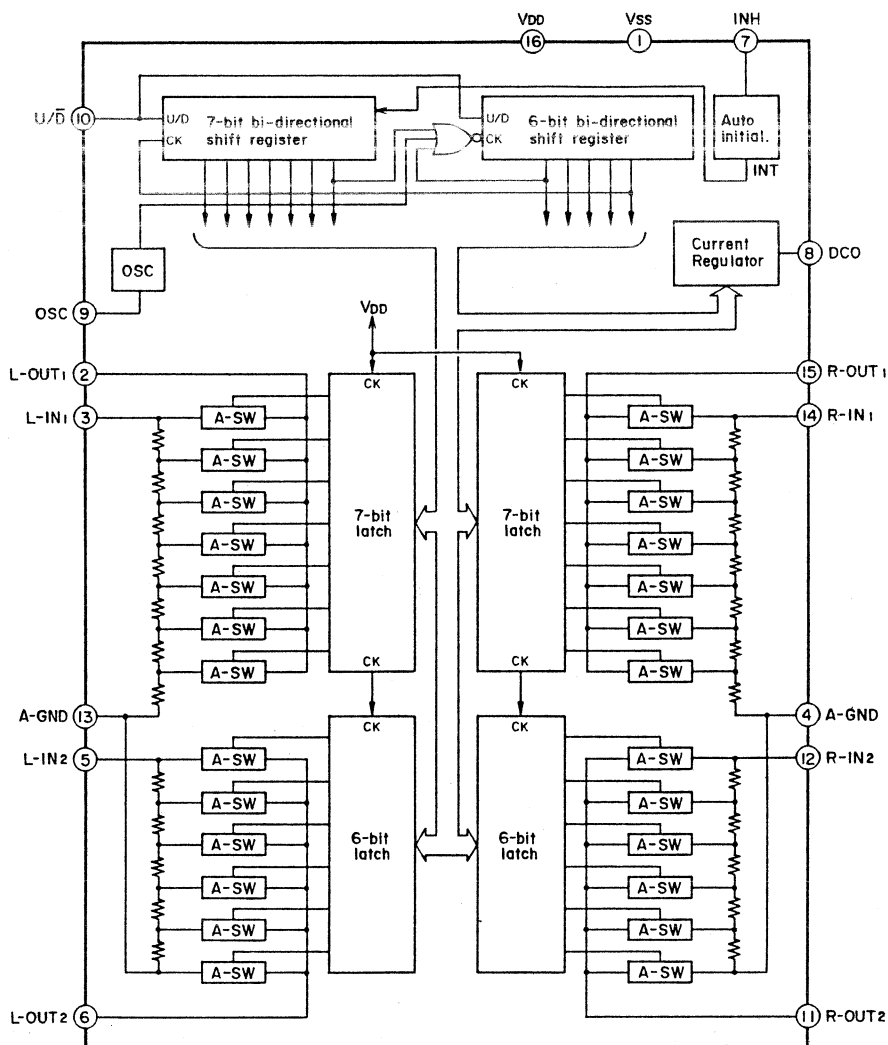 VDD
VSS
INH
16
1
7
U/D̅
10
U/D
CK
7-bit bi-directional
shift register
U/D
CK
6-bit bi-directional
shift register
Auto
initial.
INT
OSC
OSC
9
Current
Regulator
8
DCO
VDD
L-OUT1
2
CK
CK
15
R-OUT1
L-IN1
3
A-SW
A-SW
14
R-IN1
A-SW
A-SW
A-SW
A-SW
7-bit
latch
7-bit
latch
A-SW
A-SW
A-SW
A-SW
A-SW
A-SW
A-SW
A-SW
CK
CK
A-GND
13
CK
CK
4
A-GND
L-IN2
5
A-SW
A-SW
12
R-IN2
A-SW
A-SW
A-SW
A-SW
6-bit
latch
6-bit
latch
A-SW
A-SW
A-SW
A-SW
A-SW
A-SW
L-OUT2
6
11
R-OUT2